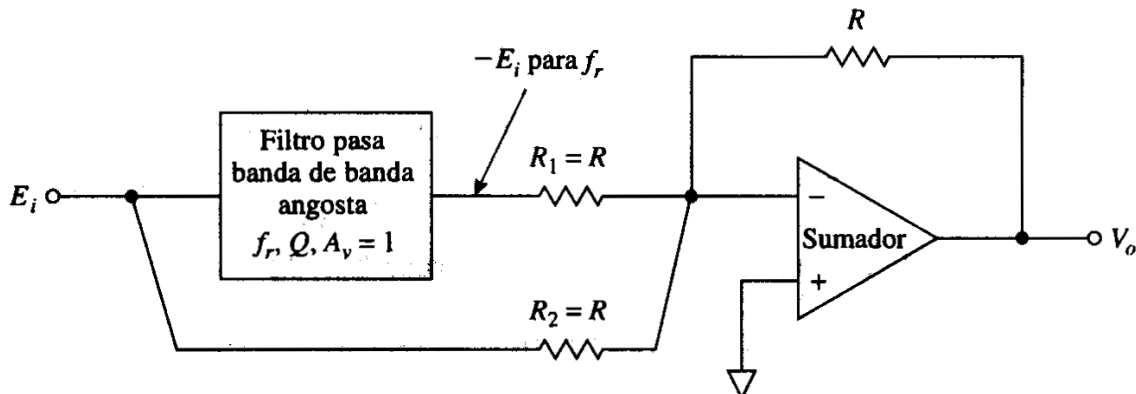 R
−E_i para f_r
Filtro pasa
banda de banda
angosta
f_r, Q, A_v = 1
R_1 = R
E_i
−
Sumador
+
V_o
R_2 = R